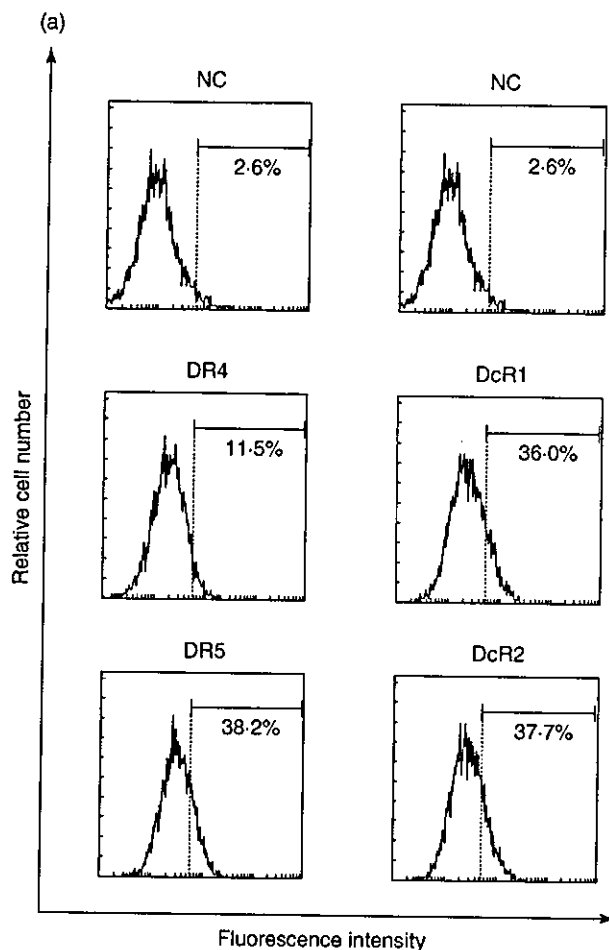 (a)
NC
NC
2·6%
2·6%
DR4
DcR1
11·5%
36·0%
DR5
DcR2
38·2%
37·7%
Relative cell number
Fluorescence intensity